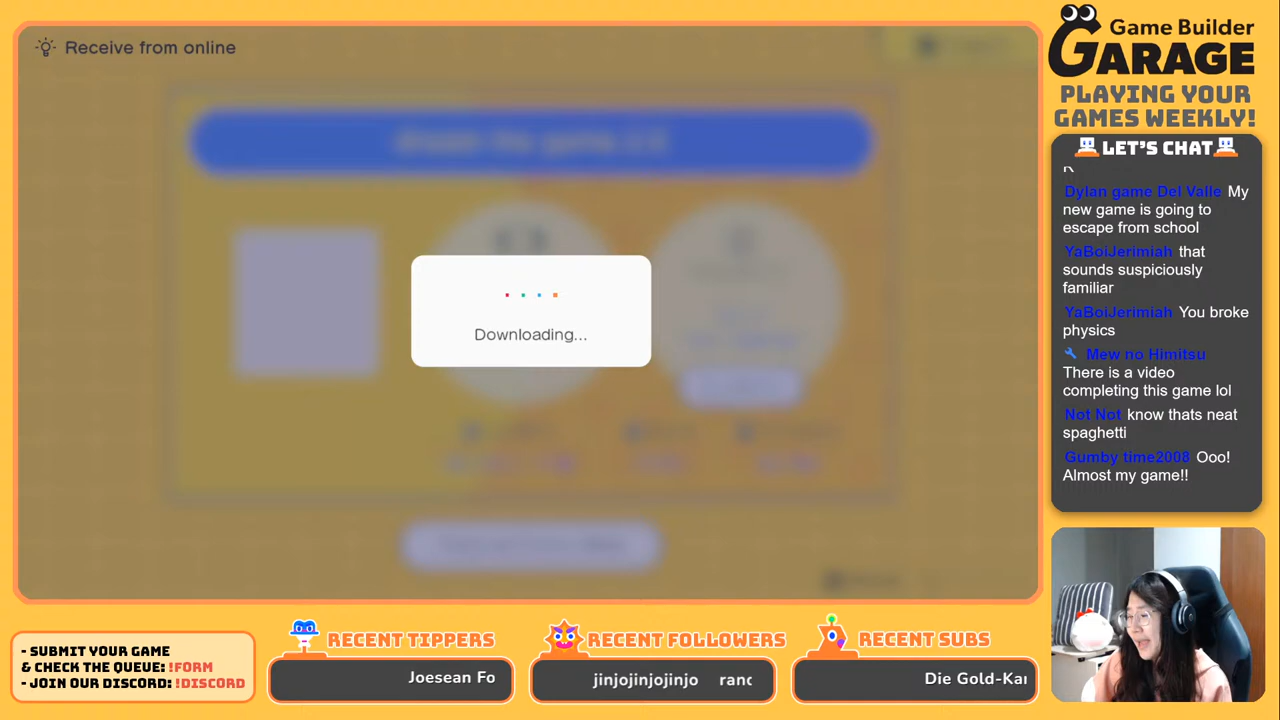 Receive from online
Downloading...
Game Builder
GARAGE
PLAYING YOUR
GAMES WEEKLY!
LET'S CHAT
Dylan game Del Valle My
new game is going to
escape from school
YaBoiJerimiah that
sounds suspiciously
familiar
YaBoiJerimiah You broke
physics
Mew no Himitsu
There is a video
completing this game lol
Not Not know thats neat
spaghetti
Gumby time2008 Ooo!
Almost my game!!
- SUBMIT YOUR GAME
& CHECK THE QUEUE: !FORM
- JOIN OUR DISCORD: !DISCORD
RECENT TIPPERS
Joesean Fo
RECENT FOLLOWERS
jinjojinjojinjo ranc
RECENT SUBS
Die Gold-Kar